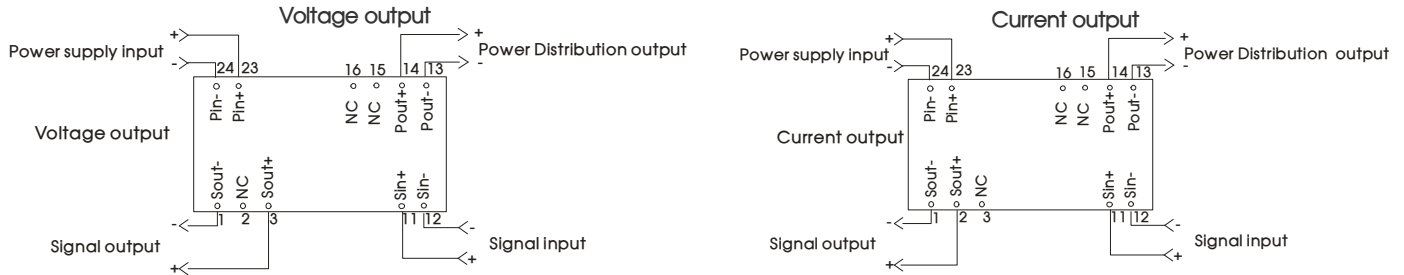 Voltage output
+
Power supply input
-
24 23
16 15
14 13
+
Power Distribution output
-
Pin-
Pin+
NC
NC
Pout+
Pout-
Voltage output
Sout-
NC
Sout+
Sin+
Sin-
1 2 3
11 12
-
Signal output
+
-
Signal input
+
Current output
+
Power supply input
-
24 23
16 15
14 13
+
Power Distribution output
-
Pin-
Pin+
NC
NC
Pout+
Pout-
Current output
Sout-
Sout+
NC
Sin+
Sin-
1 2 3
11 12
-
Signal output
+
-
Signal input
+